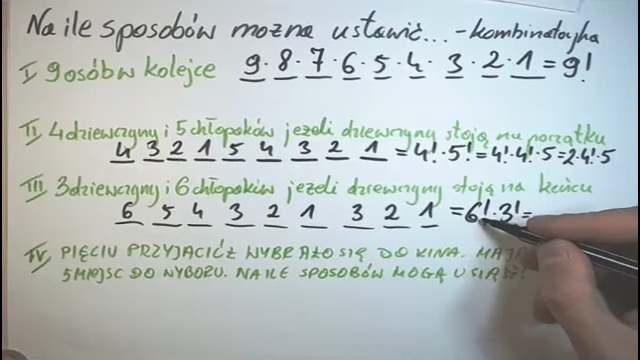 Na ile sposobów można ustawić... - kombinatoryka
I 9 osób w kolejce 9·8·7·6·5·4·3·2·1=9!
II 4 dziewczyny i 5 chłopaków jeżeli dziewczyny stoją na początku
4 3 2 1 5 4 3 2 1 =4!·5!=4!·4!·5=2·4!·5
III 3 dziewczyny i 6 chłopaków jeżeli dziewczyny stoją na końcu
6 5 4 3 2 1 3 2 1 =6!·3!=
IV PIĘCIU PRZYJACIÓŁ WYBRAŁO SIĘ DO KINA.
5 MIEJSC DO WYBORU. NA ILE SPOSOBÓW MOGĄ